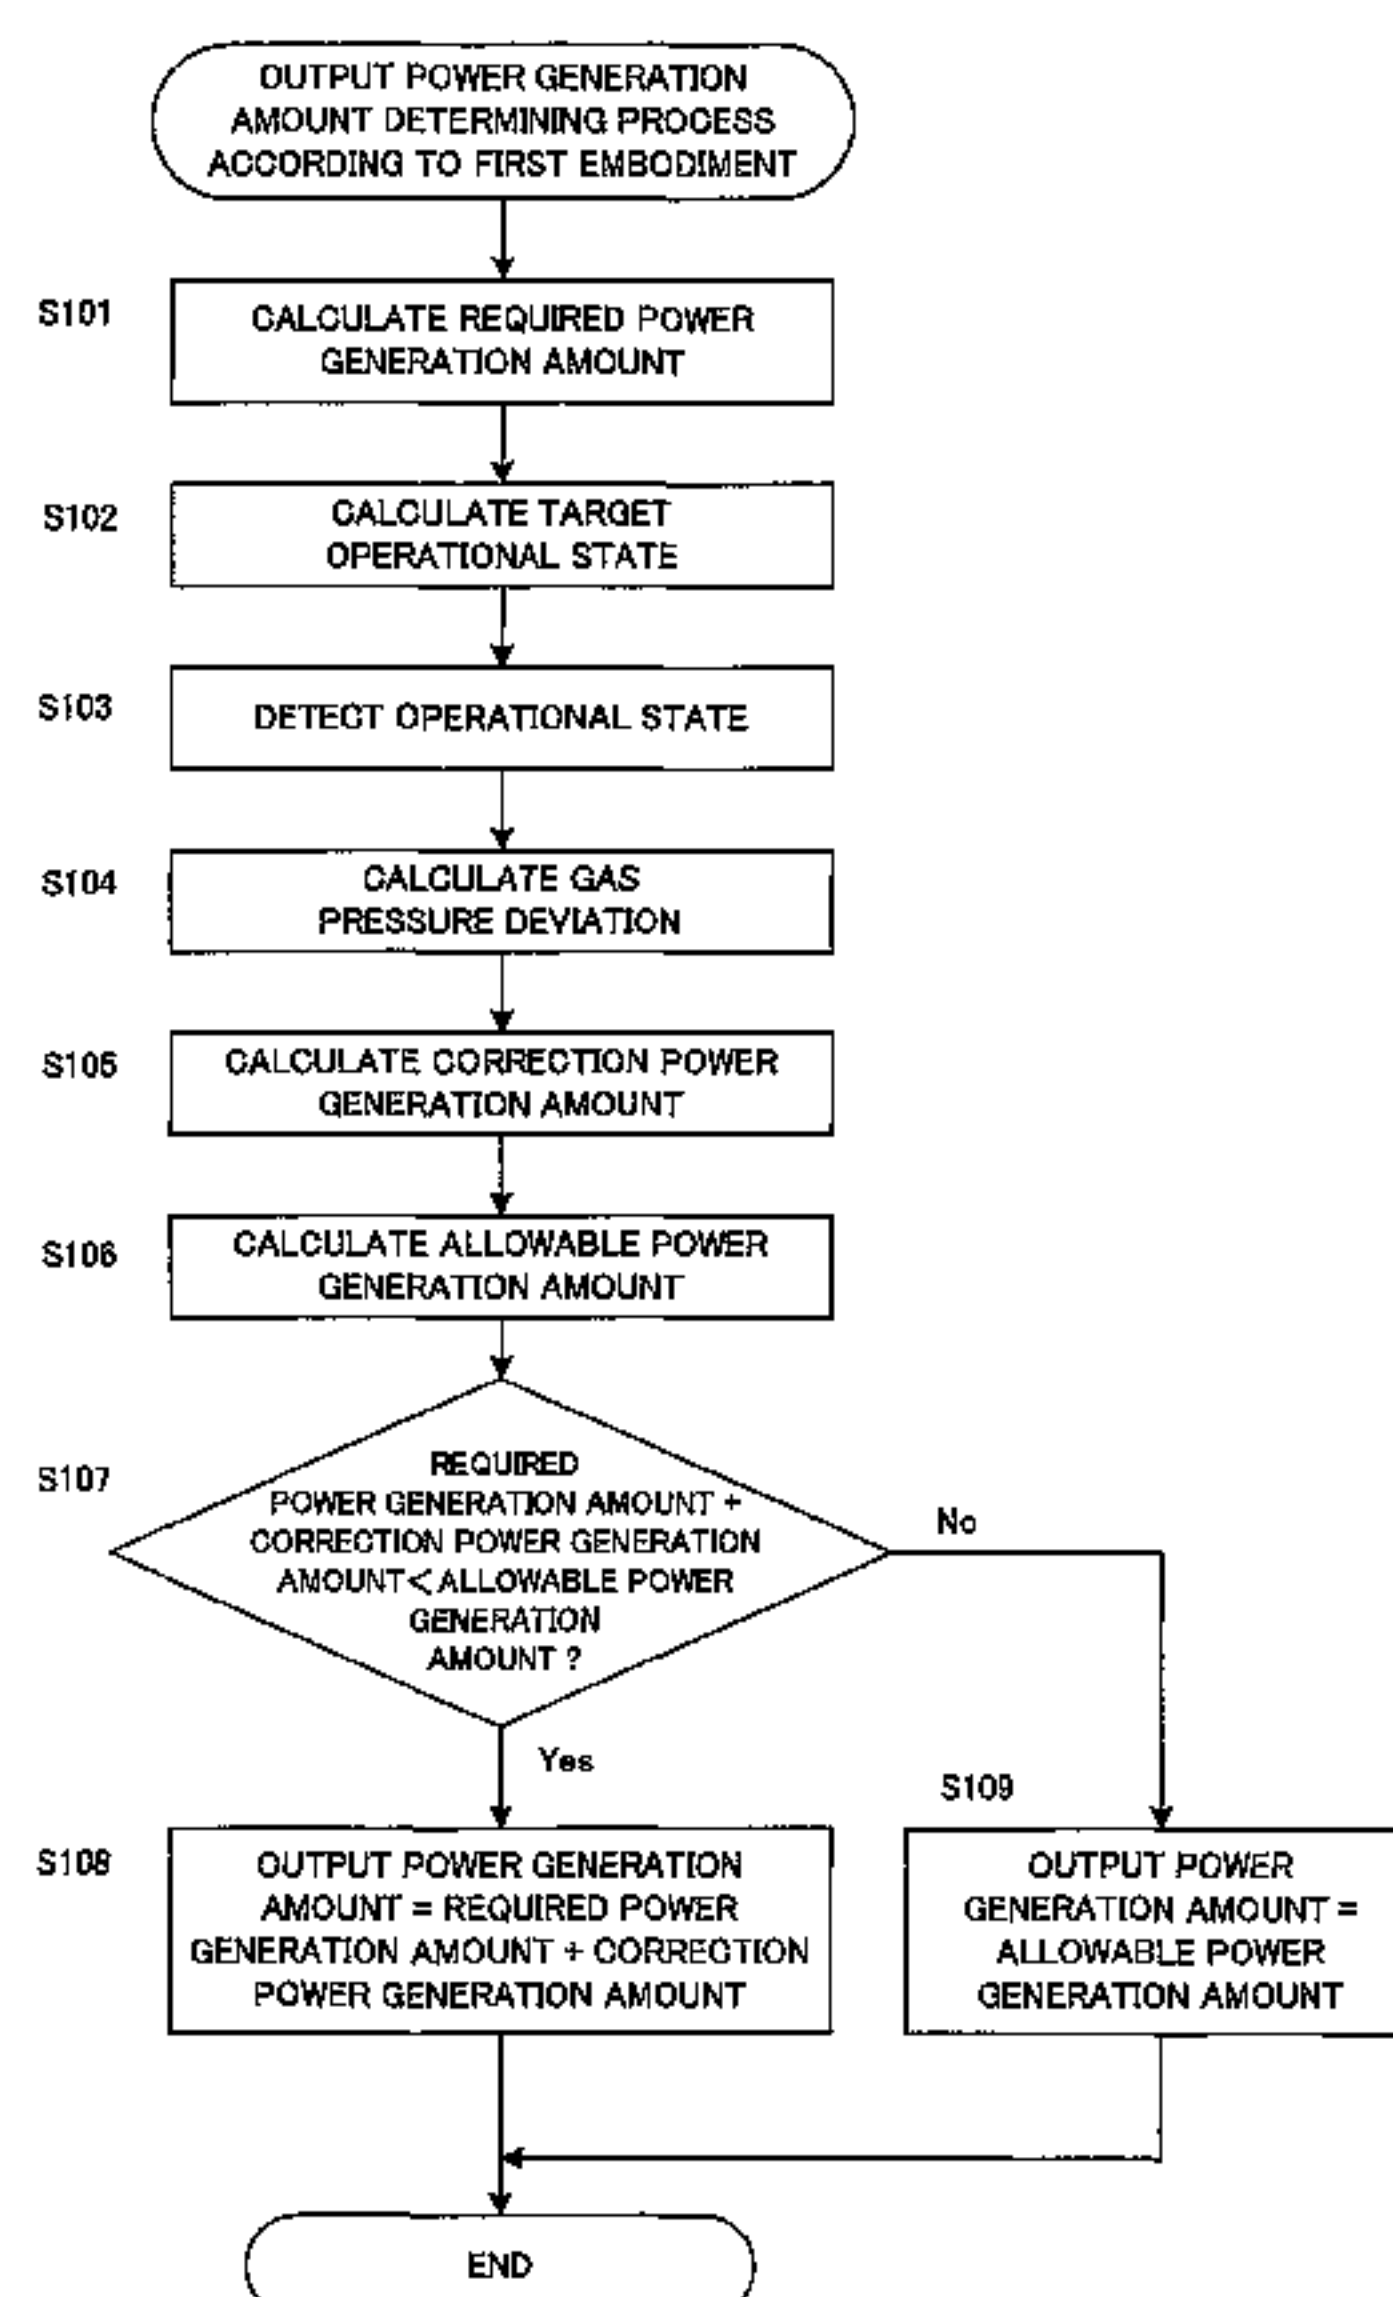 OUTPUT POWER GENERATION
AMOUNT DETERMINING PROCESS
ACCORDING TO FIRST EMBODIMENT
S101
CALCULATE REQUIRED POWER
GENERATION AMOUNT
S102
CALCULATE TARGET
OPERATIONAL STATE
S103
DETECT OPERATIONAL STATE
S104
CALCULATE GAS
PRESSURE DEVIATION
S105
CALCULATE CORRECTION POWER
GENERATION AMOUNT
S106
CALCULATE ALLOWABLE POWER
GENERATION AMOUNT
S107
REQUIRED
POWER GENERATION AMOUNT +
CORRECTION POWER GENERATION
AMOUNT < ALLOWABLE POWER
GENERATION
AMOUNT ?
No
Yes
S108
OUTPUT POWER GENERATION
AMOUNT = REQUIRED POWER
GENERATION AMOUNT + CORRECTION
POWER GENERATION AMOUNT
S109
OUTPUT POWER
GENERATION AMOUNT =
ALLOWABLE POWER
GENERATION AMOUNT
END